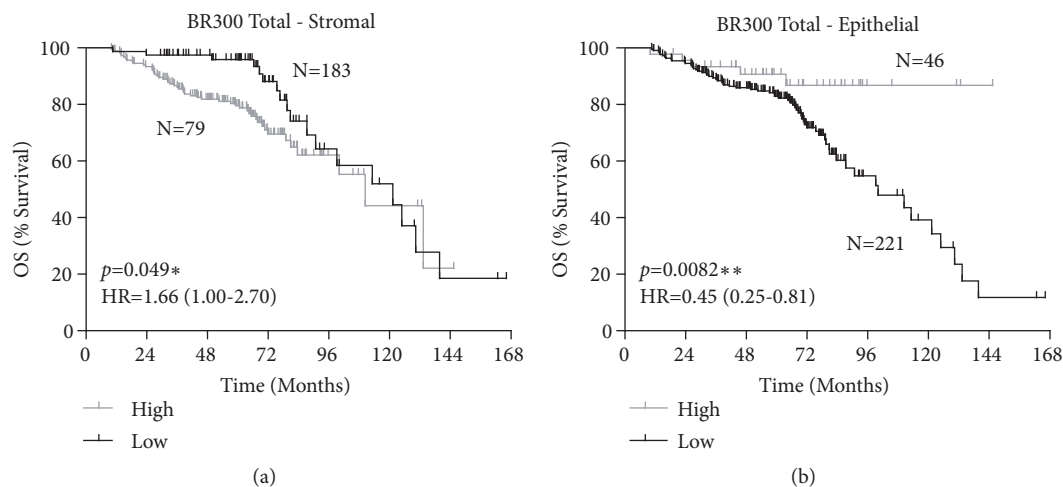 BR300 Total - Stromal
100
80
60
40
20
0
OS (% Survival)
N=183
N=79
p=0.049*
HR=1.66 (1.00-2.70)
0 24 48 72 96 120 144 168
Time (Months)
High
Low
(a)
BR300 Total - Epithelial
100
80
60
40
20
0
OS (% Survival)
N=46
N=221
p=0.0082**
HR=0.45 (0.25-0.81)
0 24 48 72 96 120 144 168
Time (Months)
High
Low
(b)